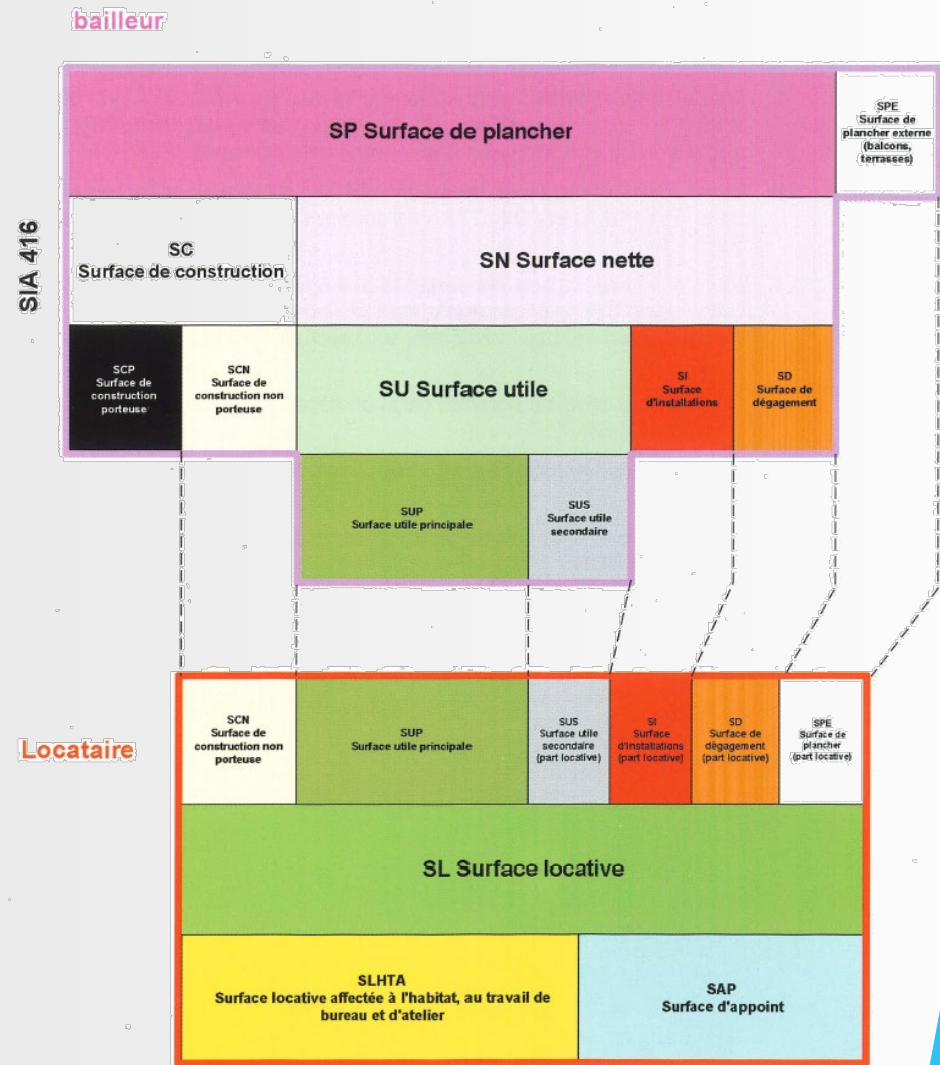 bailleur
SP Surface de plancher
SPE
Surface de
plancher externe
(balcons,
terrasses)
SIA 416
SC
Surface de construction
SN Surface nette
SCP
Surface de
construction
porteuse
SCN
Surface de
construction non
porteuse
SU Surface utile
SI
Surface
d'installations
SD
Surface de
dégagement
SUP
Surface utile principale
SUS
Surface utile
secondaire
Locataire
SCN
Surface de
construction non
porteuse
SUP
Surface utile principale
SUS
Surface utile
secondaire
(part locative)
SI
Surface
d'installations
(part locative)
SD
Surface de
dégagement
(part locative)
SPE
Surface de
plancher
(part locative)
SL Surface locative
SLHTA
Surface locative affectée à l'habitat, au travail de
bureau et d'atelier
SAP
Surface d'appoint